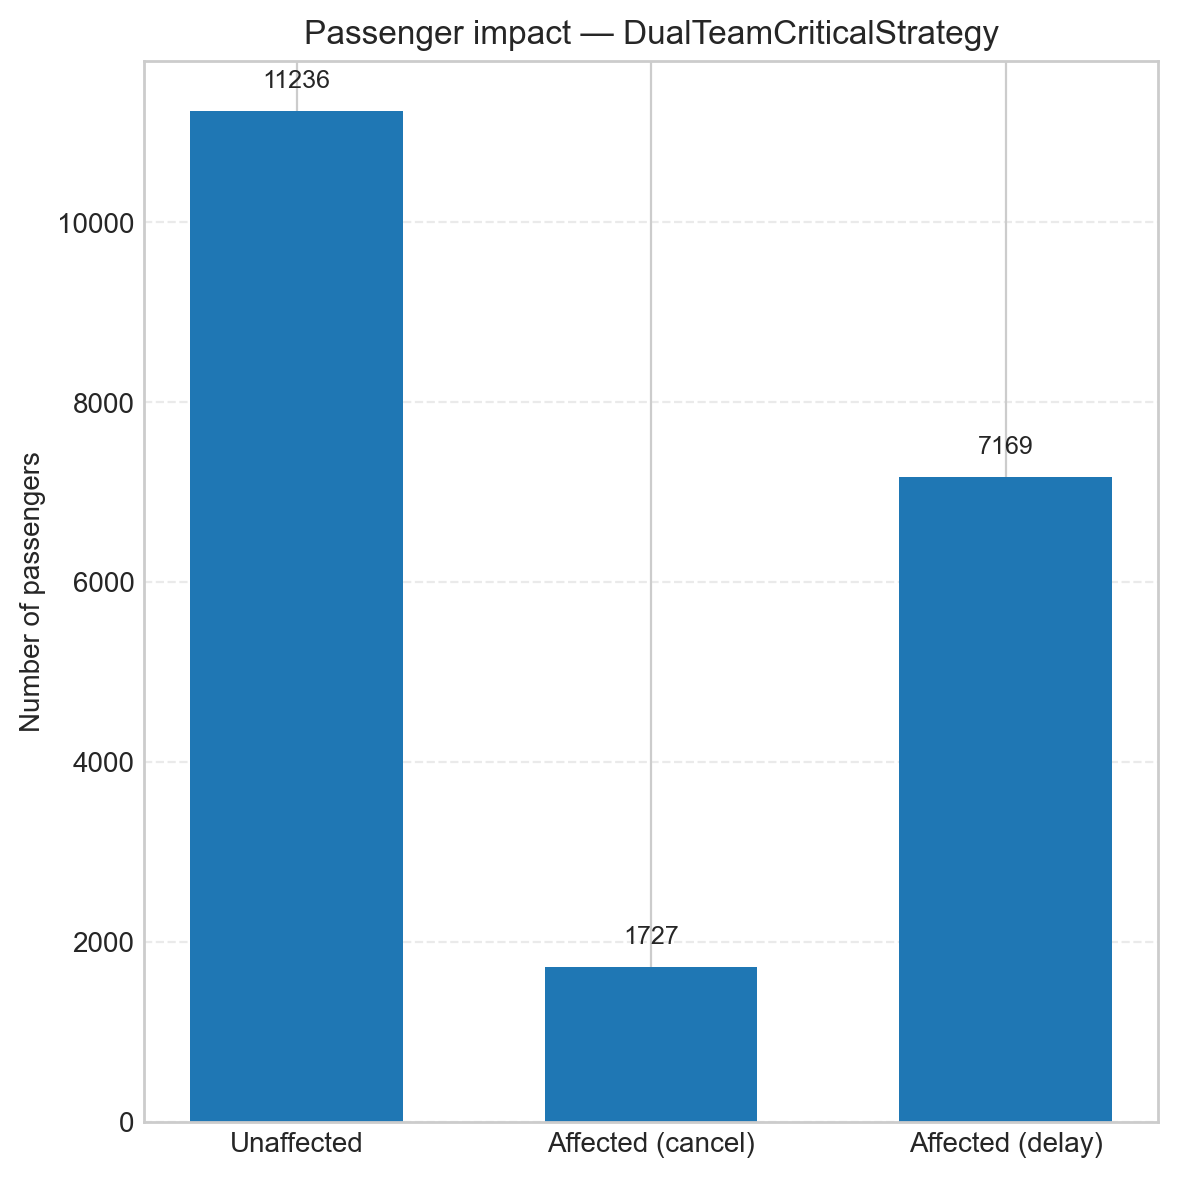 Passenger impact — DualTeamCriticalStrategy
Number of passengers
10000
8000
6000
4000
2000
0
11236
1727
7169
Unaffected
Affected (cancel)
Affected (delay)